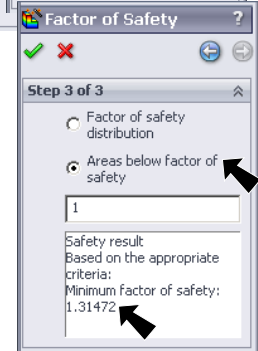 Factor of Safety ?
Step 3 of 3
Factor of safety
distribution
Areas below factor of
safety
1
Safety result
Based on the appropriate
criteria:
Minimum factor of safety:
1.31472